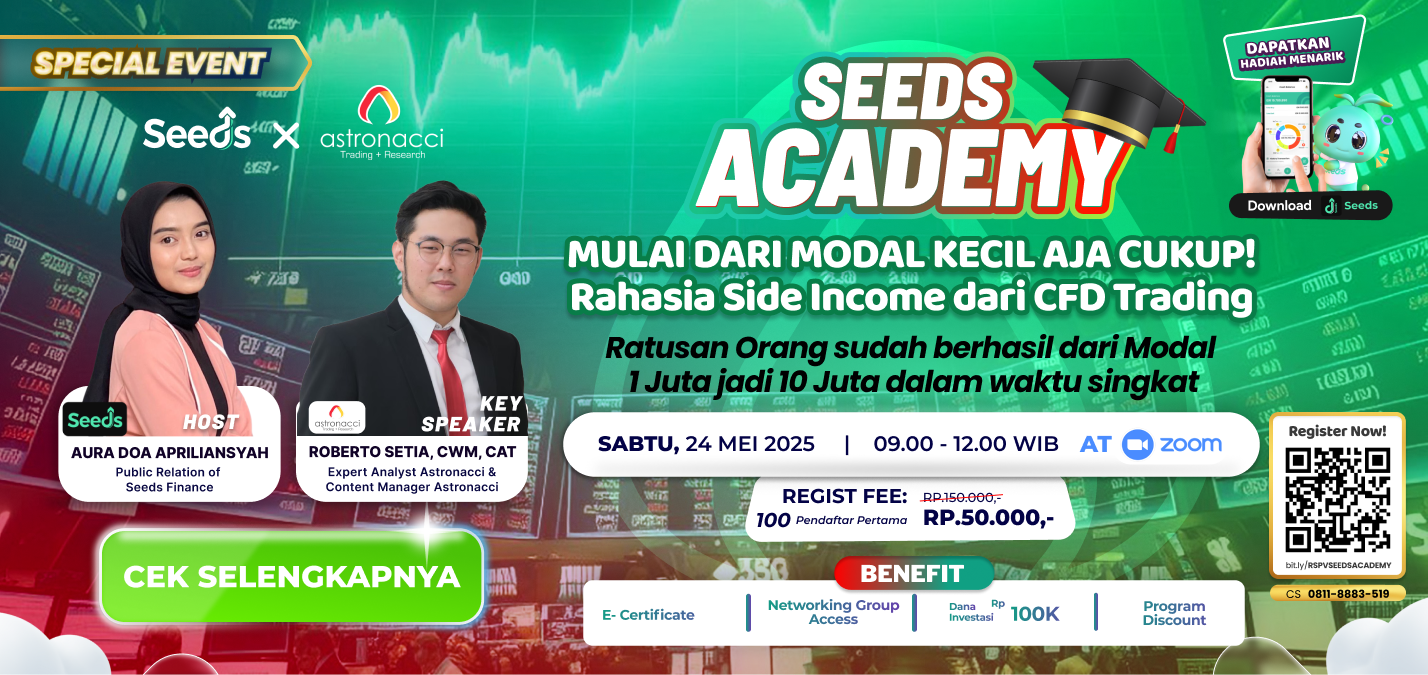 SPECIAL EVENT
Seeds X astronacci
Trading + Research
SEEDS
ACADEMY
DAPATKAN
HADIAH MENARIK
Download Seeds
MULAI DARI MODAL KECIL AJA CUKUP!
Rahasia Side Income dari CFD Trading
Ratusan Orang sudah berhasil dari Modal
1 Juta jadi 10 Juta dalam waktu singkat
Seeds HOST
AURA DOA APRILIANSYAH
Public Relation of
Seeds Finance
astronacci
Trading + Research
KEY
SPEAKER
ROBERTO SETIA, CWM, CAT
Expert Analyst Astronacci &
Content Manager Astronacci
SABTU, 24 MEI 2025 | 09.00 - 12.00 WIB AT zoom
REGIST FEE: RP.150.000,-
100 Pendaftar Pertama RP.50.000,-
Register Now!
bit.ly/RSPVSEEDSACADEMY
CS 0811-8883-519
CEK SELENGKAPNYA
BENEFIT
E- Certificate
Networking Group
Access
Dana Investasi Rp 100K
Program
Discount